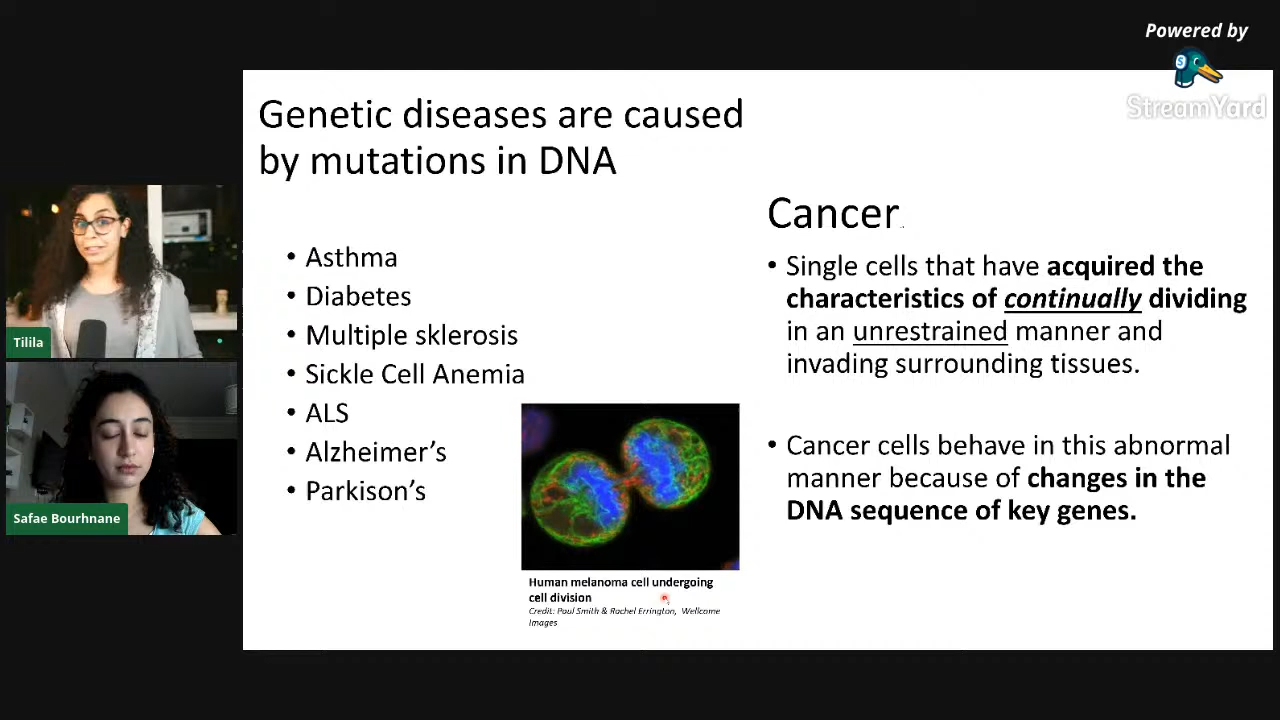 Powered by
StreamYard
Genetic diseases are caused
by mutations in DNA
• Asthma
• Diabetes
• Multiple sklerosis
• Sickle Cell Anemia
• ALS
• Alzheimer’s
• Parkison’s
Human melanoma cell undergoing
cell division
Credit: Paul Smith & Rachel Errington, Wellcome
Images
Cancer
• Single cells that have acquired the
characteristics of continually dividing
in an unrestrained manner and
invading surrounding tissues.
• Cancer cells behave in this abnormal
manner because of changes in the
DNA sequence of key genes.
Tilila
Safae Bourhnane